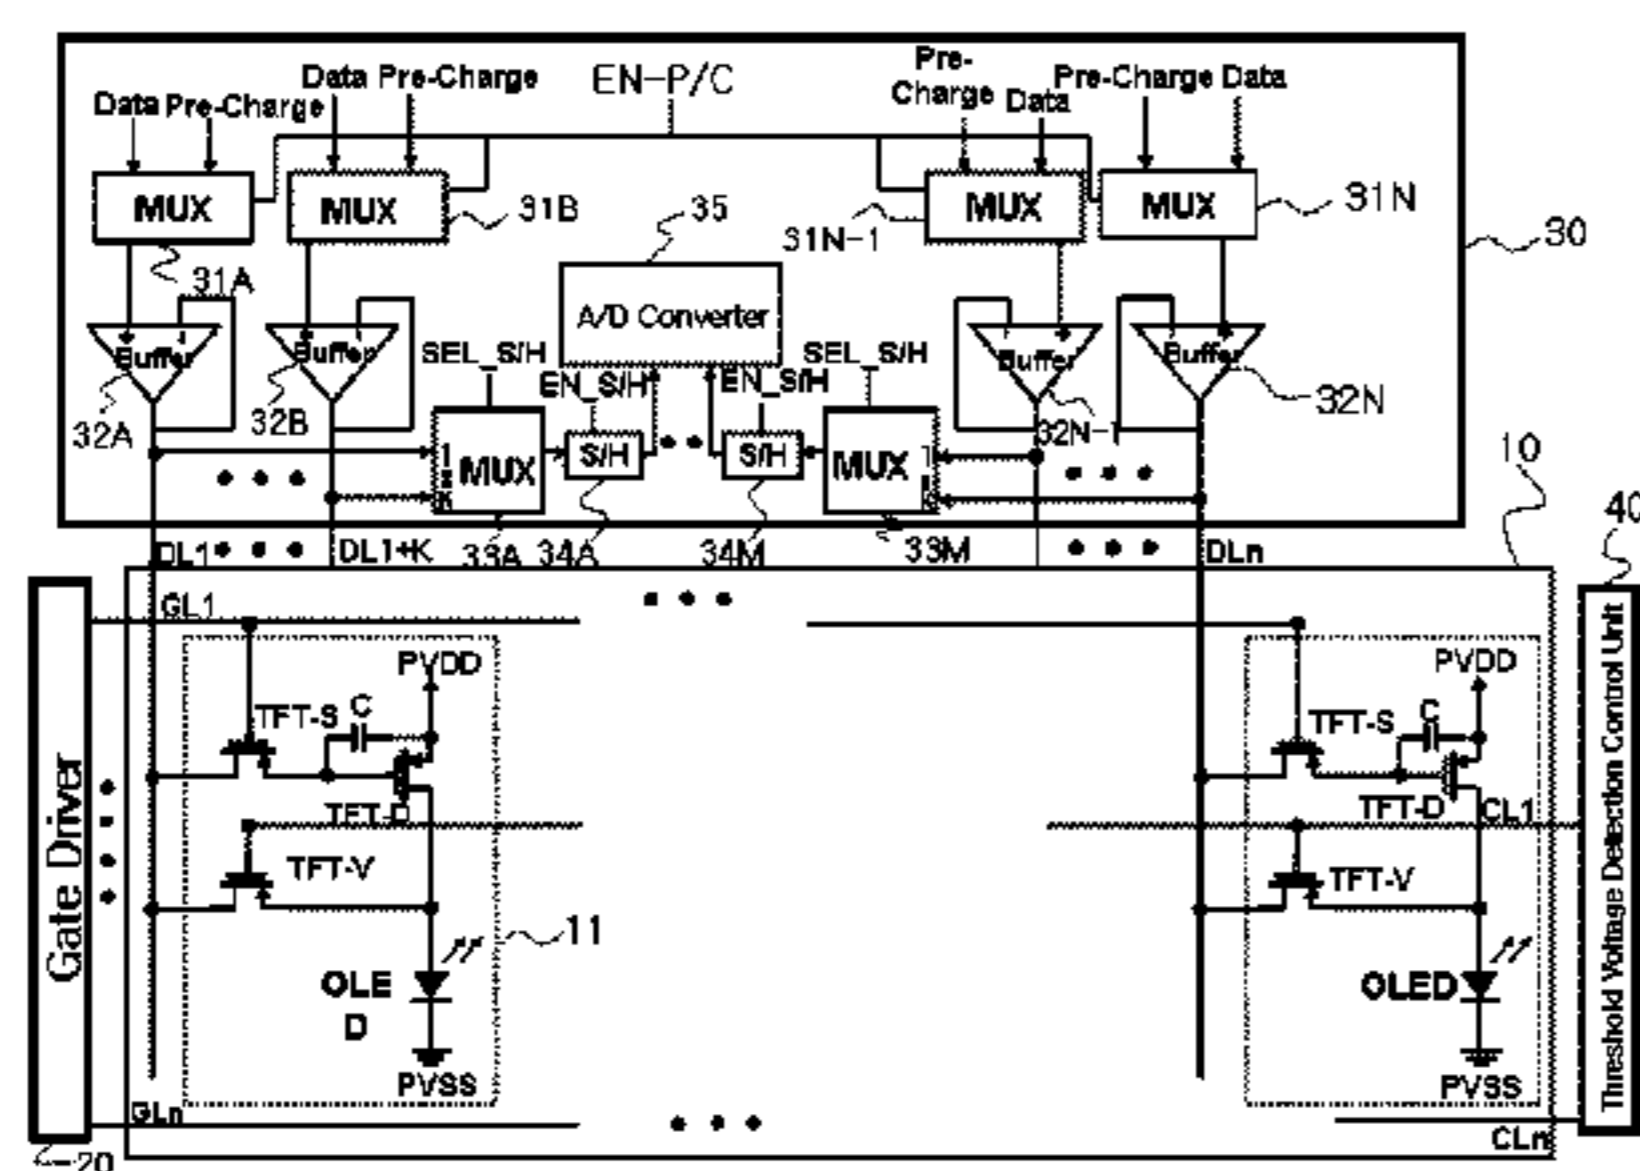 Data Pre-Charge
Data Pre-Charge
EN-P/C
Pre-
Charge Data
Pre-Charge Data
MUX
MUX
MUX
MUX
31A
31B
31N-1
31N
30
35
A/D Converter
Buffer
Buffer
Buffer
Buffer
32A
32B
32N-1
32N
SEL_S/H
EN_S/H
EN_S/H
SEL_S/H
1
K
MUX
S/H
S/H
MUX
33A
34A
34M
33M
10
40
DL1
DL1+K
DLn
GL1
PVDD
TFT-S
C
TFT-D
TFT-V
OLE
D
PVSS
11
PVDD
TFT-S
C
TFT-D
CL1
TFT-V
OLED
PVSS
GLn
CLn
Gate Driver
20
Threshold Voltage Detection Control Unit